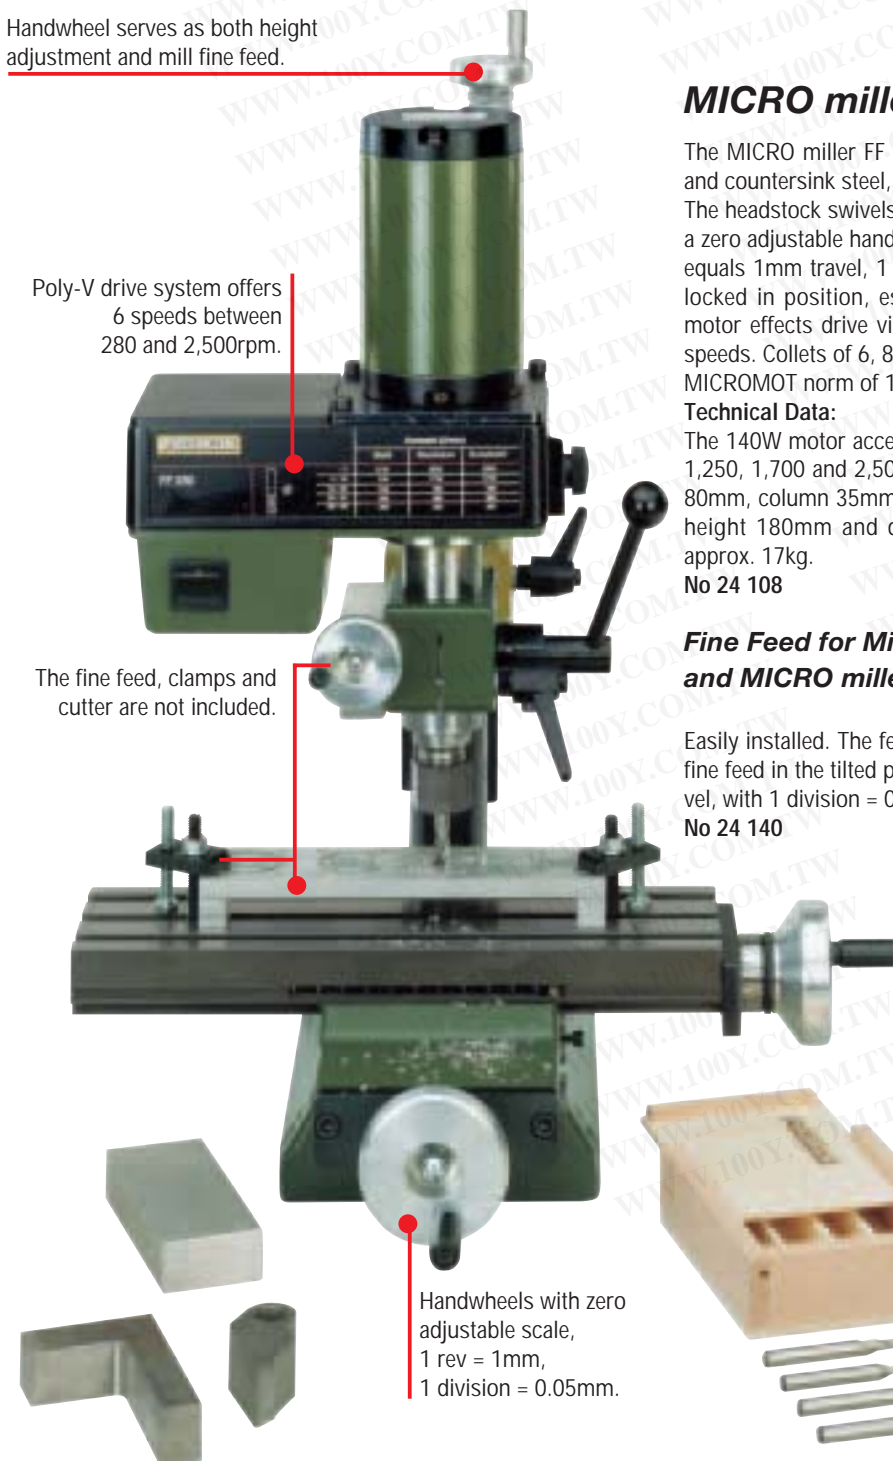 Handwheel serves as both height
adjustment and mill fine feed.
MICRO mille
The MICRO miller FF
and countersink steel,
The headstock swivels
a zero adjustable hand
equals 1mm travel, 1
locked in position, es
motor effects drive vi
speeds. Collets of 6, 8
MICROMOT norm of 1
Technical Data:
The 140W motor acce
1,250, 1,700 and 2,50
80mm, column 35mm
height 180mm and d
approx. 17kg.
No 24 108
Poly-V drive system offers
6 speeds between
280 and 2,500rpm.
Fine Feed for Mi
and MICRO mille
Easily installed. The fe
fine feed in the tilted p
vel, with 1 division = 0
No 24 140
The fine feed, clamps and
cutter are not included.
Handwheels with zero
adjustable scale,
1 rev = 1mm,
1 division = 0.05mm.
WWW.100Y.COM.TW